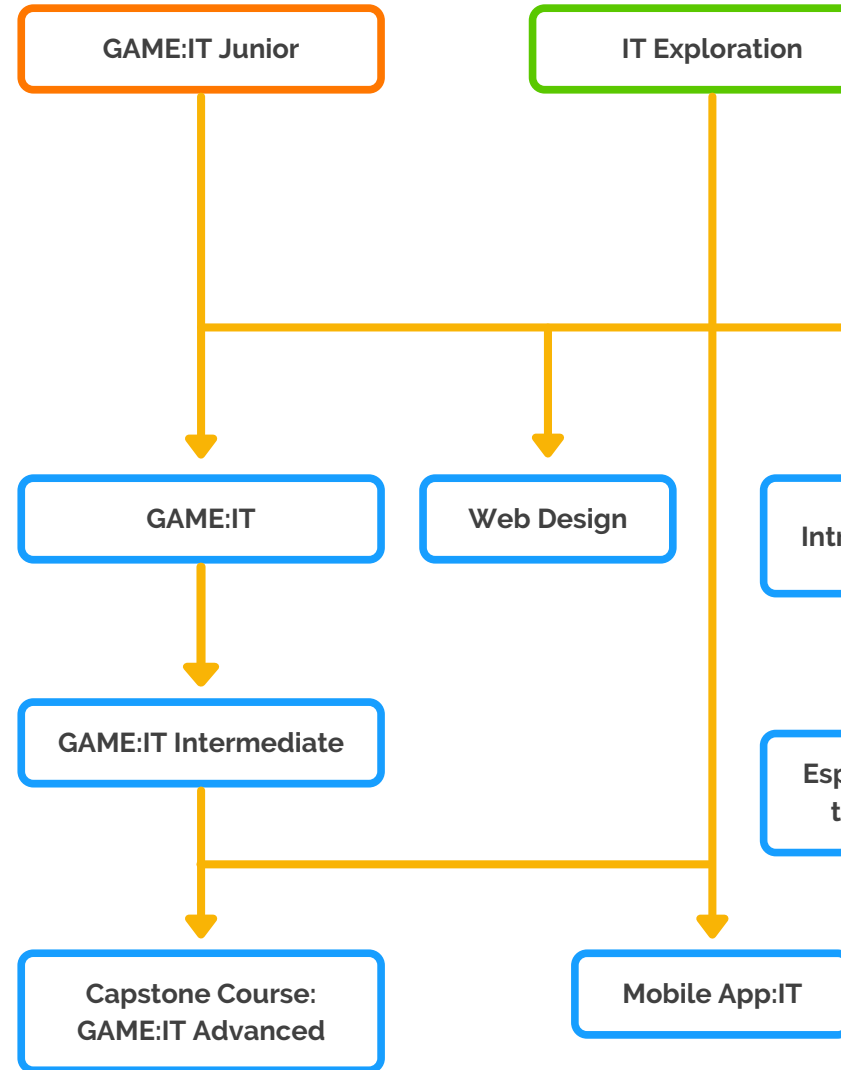 GAME:IT Junior
IT Exploration
GAME:IT
Web Design
GAME:IT Intermediate
Capstone Course:
GAME:IT Advanced
Mobile App:IT